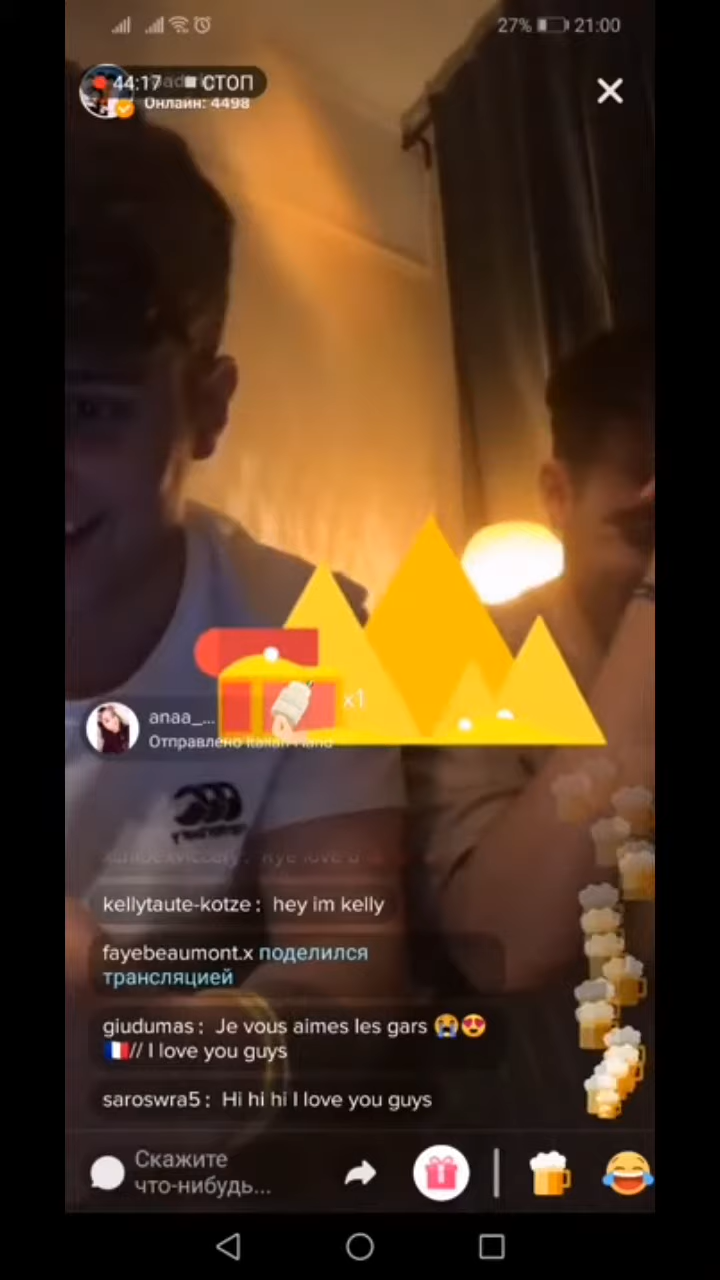 27% 21:00
44:17 СТОП
Онлайн: 4498
anaa_...
Отправлено Italian Hand
x1
kellytaute-kotze : hey im kelly
fayebeaumont.x поделился
трансляцией
giudumas : Je vous aimes les gars 😭😍
🇫🇷// I love you guys
saroswra5 : Hi hi hi I love you guys
Скажите
что-нибудь...